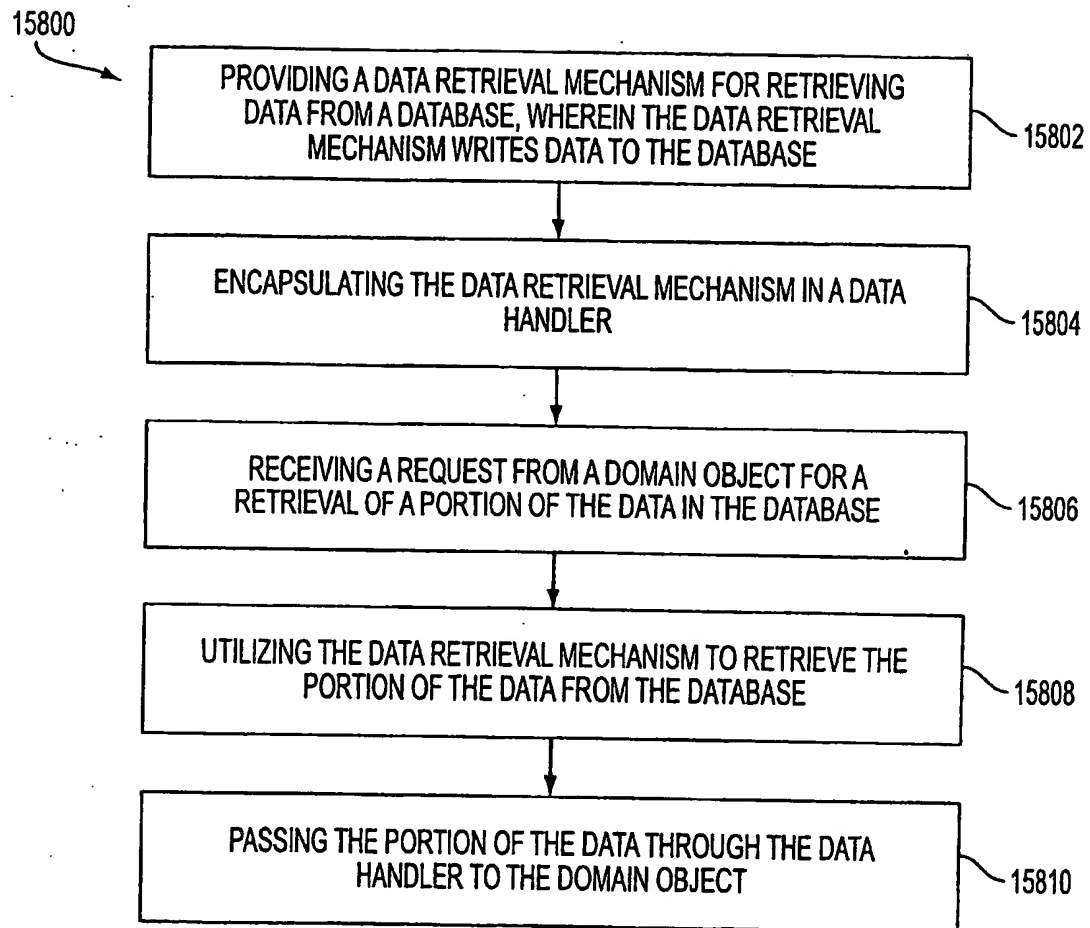 15800
PROVIDING A DATA RETRIEVAL MECHANISM FOR RETRIEVING
DATA FROM A DATABASE, WHEREIN THE DATA RETRIEVAL
MECHANISM WRITES DATA TO THE DATABASE
15802
ENCAPSULATING THE DATA RETRIEVAL MECHANISM IN A DATA
HANDLER
15804
RECEIVING A REQUEST FROM A DOMAIN OBJECT FOR A
RETRIEVAL OF A PORTION OF THE DATA IN THE DATABASE
15806
UTILIZING THE DATA RETRIEVAL MECHANISM TO RETRIEVE THE
PORTION OF THE DATA FROM THE DATABASE
15808
PASSING THE PORTION OF THE DATA THROUGH THE DATA
HANDLER TO THE DOMAIN OBJECT
15810